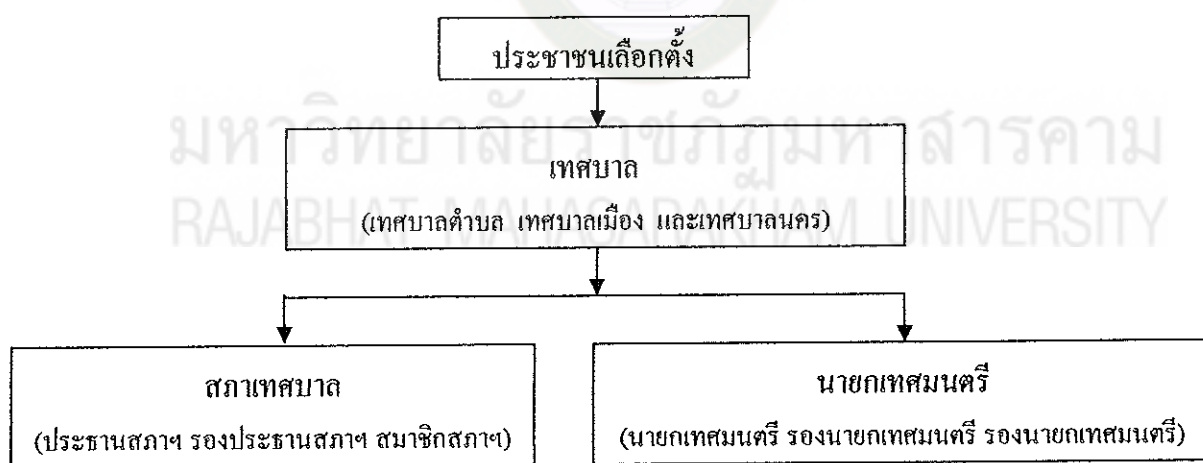 ประชาชนเลือกตั้ง
มหาวิทยาลัยราชภัฏมหาสารคาม
RAJABHAT MAHASARAKHAM UNIVERSITY
เทศบาล
(เทศบาลตำบล เทศบาลเมือง และเทศบาลนคร)
สภาเทศบาล
(ประธานสภาฯ รองประธานสภาฯ สมาชิกสภาฯ)
นายกเทศมนตรี
(นายกเทศมนตรี รองนายกเทศมนตรี รองนายกเทศมนตรี)